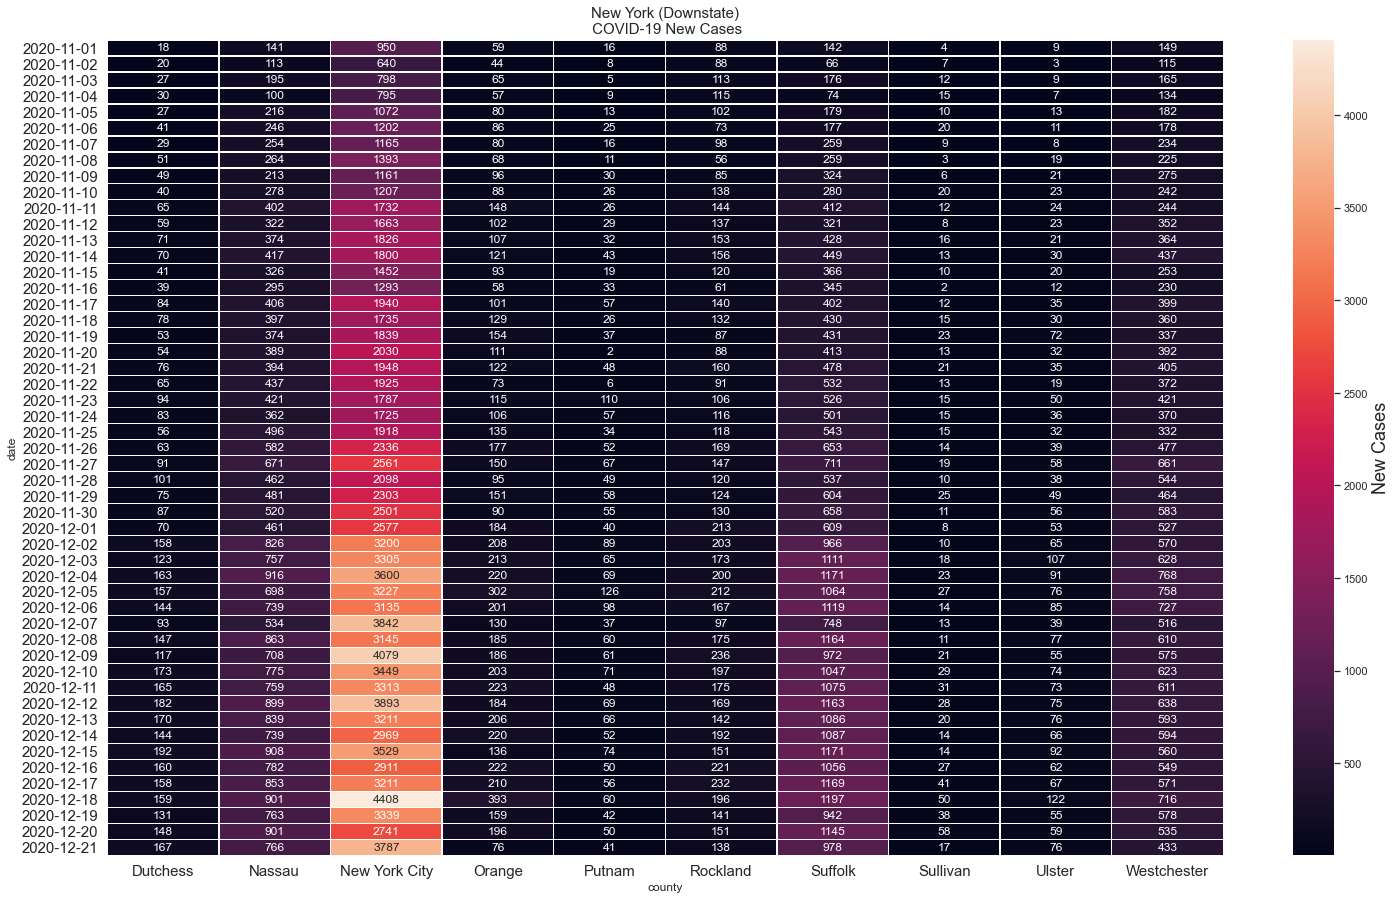 New York (Downstate)
COVID-19 New Cases
2020-11-01 18 141 950 59 16 88 142 4 9 149
2020-11-02 20 113 640 44 8 88 66 7 3 115
2020-11-03 27 195 798 65 5 113 176 12 9 165
2020-11-04 30 100 795 57 9 115 74 15 7 134
2020-11-05 27 216 1072 80 13 102 179 10 13 182
2020-11-06 41 246 1202 86 25 73 177 20 11 178
2020-11-07 29 254 1165 80 16 98 259 9 8 234
2020-11-08 51 264 1393 68 11 56 259 3 19 225
2020-11-09 49 213 1161 96 30 85 324 6 21 275
2020-11-10 40 278 1207 88 26 138 280 20 23 242
2020-11-11 65 402 1732 148 26 144 412 12 24 244
2020-11-12 59 322 1663 102 29 137 321 8 23 352
2020-11-13 71 374 1826 107 32 153 428 16 21 364
2020-11-14 70 417 1800 121 43 156 449 13 30 437
2020-11-15 41 326 1452 93 19 120 366 10 20 253
2020-11-16 39 295 1293 58 33 61 345 2 12 230
2020-11-17 84 406 1940 101 57 140 402 12 35 399
2020-11-18 78 397 1735 129 26 132 430 15 30 360
2020-11-19 53 374 1839 154 37 87 431 23 72 337
2020-11-20 54 389 2030 111 2 88 413 13 32 392
2020-11-21 76 394 1948 122 48 160 478 21 35 405
2020-11-22 65 437 1925 73 6 91 532 13 19 372
2020-11-23 94 421 1787 115 110 106 526 15 50 421
2020-11-24 83 362 1725 106 57 116 501 15 36 370
2020-11-25 56 496 1918 135 34 118 543 15 32 332
2020-11-26 63 582 2336 177 52 169 653 14 39 477
2020-11-27 91 671 2561 150 67 147 711 19 58 661
2020-11-28 101 462 2098 95 49 120 537 10 38 544
2020-11-29 75 481 2303 151 58 124 604 25 49 464
2020-11-30 87 520 2501 90 55 130 658 11 56 583
2020-12-01 70 461 2577 184 40 213 609 8 53 527
2020-12-02 158 826 3200 208 89 203 966 10 65 570
2020-12-03 123 757 3305 213 65 173 1111 18 107 628
2020-12-04 163 916 3600 220 69 200 1171 23 91 768
2020-12-05 157 698 3227 302 126 212 1064 27 76 758
2020-12-06 144 739 3135 201 98 167 1119 14 85 727
2020-12-07 93 534 3842 130 37 97 748 13 39 516
2020-12-08 147 863 3145 185 60 175 1164 11 77 610
2020-12-09 117 708 4079 186 61 236 972 21 55 575
2020-12-10 173 775 3449 203 71 197 1047 29 74 623
2020-12-11 165 759 3313 223 48 175 1075 31 73 611
2020-12-12 182 899 3893 184 69 169 1163 28 75 638
2020-12-13 170 839 3211 206 66 142 1086 20 76 593
2020-12-14 144 739 2969 220 52 192 1087 14 66 594
2020-12-15 192 908 3529 136 74 151 1171 14 92 560
2020-12-16 160 782 2911 222 50 221 1056 27 62 549
2020-12-17 158 853 3211 210 56 232 1169 41 67 571
2020-12-18 159 901 4408 393 60 196 1197 50 122 716
2020-12-19 131 763 3339 159 42 141 942 38 55 578
2020-12-20 148 901 2741 196 50 151 1145 58 59 535
2020-12-21 167 766 3787 76 41 138 978 17 76 433
Dutchess Nassau New York City Orange Putnam Rockland Suffolk Sullivan Ulster Westchester
county
date
4000
3500
3000
2500
2000
1500
1000
500
New Cases